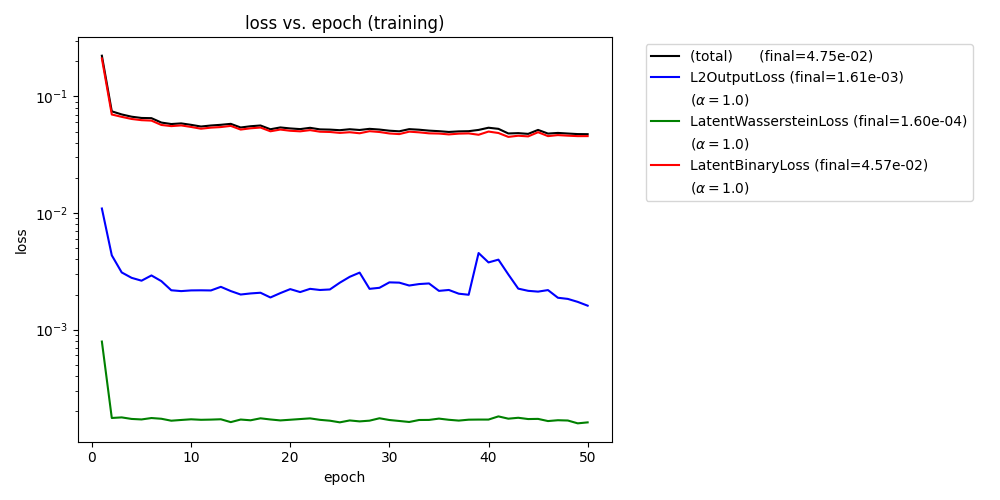 loss vs. epoch (training)
loss
10⁻¹
10⁻²
10⁻³
0 10 20 30 40 50
epoch
(total) (final=4.75e-02)
L2OutputLoss (final=1.61e-03)
(α = 1.0)
LatentWassersteinLoss (final=1.60e-04)
(α = 1.0)
LatentBinaryLoss (final=4.57e-02)
(α = 1.0)